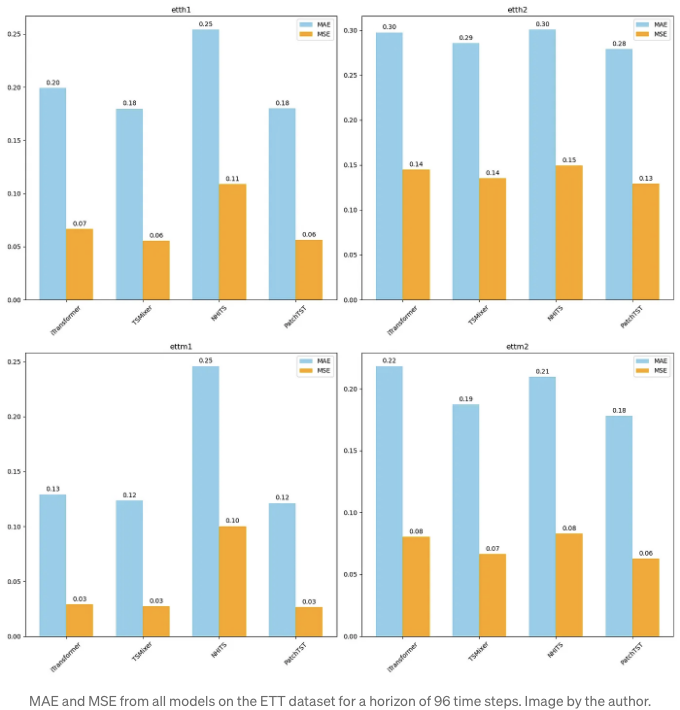 etth1
MAE
MSE
0.25
0.20
0.15
0.10
0.05
0.00
0.20
0.07
0.18
0.06
0.25
0.11
0.18
0.06
iTransformer
TSMixer
NHITS
PatchTST
etth2
MAE
MSE
0.30
0.25
0.20
0.15
0.10
0.05
0.00
0.30
0.14
0.29
0.14
0.30
0.15
0.28
0.13
iTransformer
TSMixer
NHITS
PatchTST
ettm1
MAE
MSE
0.25
0.20
0.15
0.10
0.05
0.00
0.13
0.03
0.12
0.03
0.25
0.10
0.12
0.03
iTransformer
TSMixer
NHITS
PatchTST
ettm2
MAE
MSE
0.20
0.15
0.10
0.05
0.00
0.22
0.08
0.19
0.07
0.21
0.08
0.18
0.06
iTransformer
TSMixer
NHITS
PatchTST
MAE and MSE from all models on the ETT dataset for a horizon of 96 time steps. Image by the author.